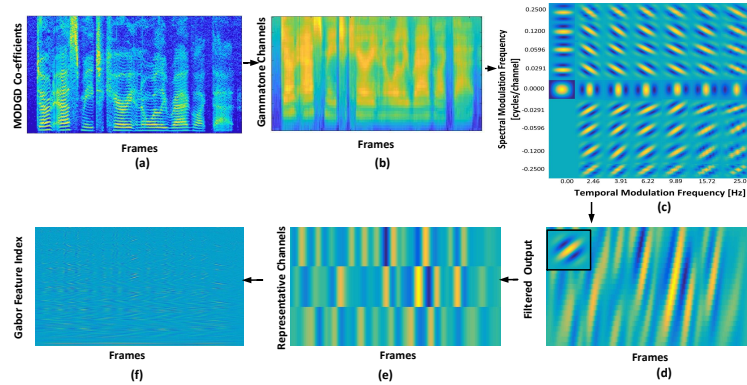 MODGD Co-efficients
Frames
(a)
Gammatone Channels
Frames
(b)
Spectral Modulation Frequency
[cycles/channel]
0.2500
0.1200
0.0596
0.0291
0.0000
-0.0291
-0.0596
-0.1200
-0.2500
0.00 2.46 3.91 6.22 9.89 15.72 25.0
Temporal Modulation Frequency [Hz]
(c)
Gabor Feature Index
Frames
(f)
Representative Channels
Frames
(e)
Filtered Output
Frames
(d)